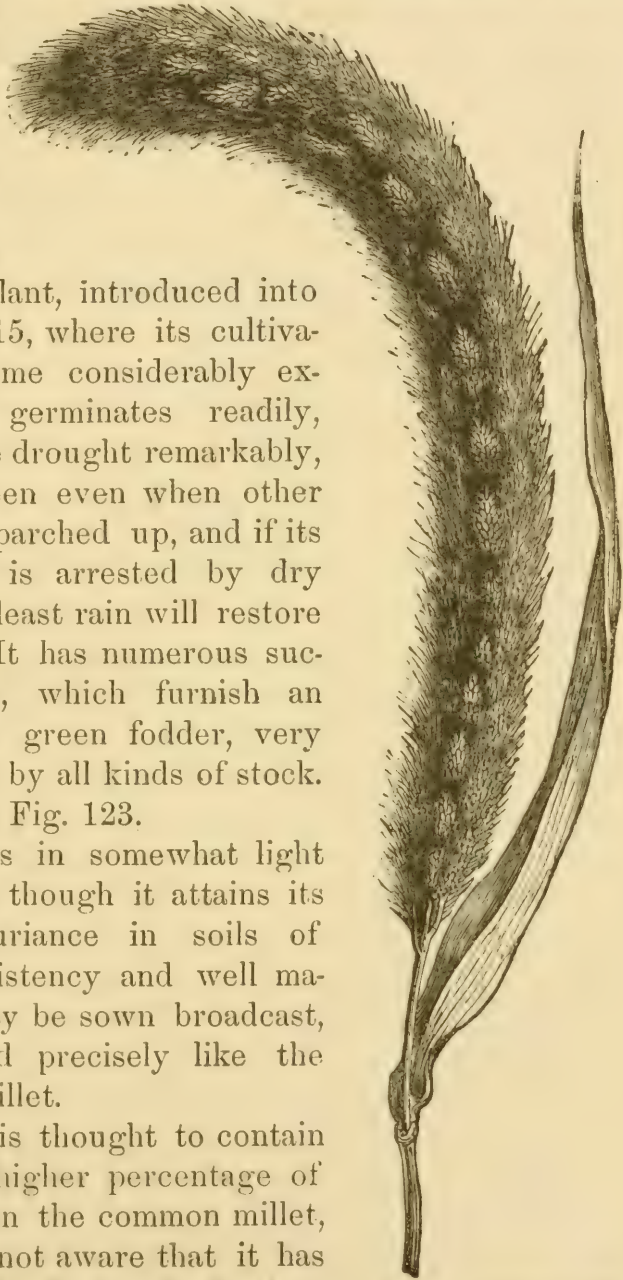 lant, introduced into
15, where its cultiva-
me considerably ex-
germinates readily,
drought remarkably,
en even when other
parched up, and if its
is arrested by dry
least rain will restore
It has numerous suc-
, which furnish an
green fodder, very
by all kinds of stock.
Fig. 123.
s in somewhat light
though it attains its
uriance in soils of
istency and well ma-
y be sown broadcast,
d precisely like the
illet.
is thought to contain
higher percentage of
n the common millet,
not aware that it has